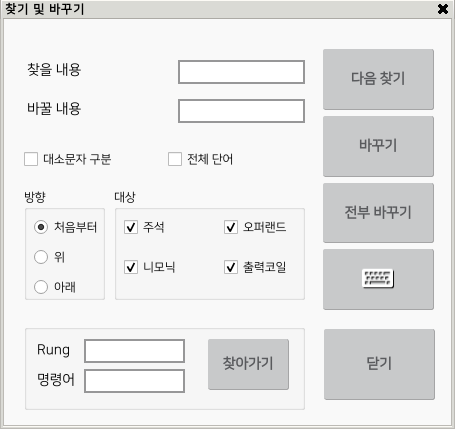 찾기 및 바꾸기
찾을 내용
다음 찾기
바꿀 내용
바꾸기
대소문자 구분
전체 단어
전부 바꾸기
방향
대상
처음부터
주석
오퍼랜드
위
니모닉
출력코일
아래
Rung
명령어
찾아가기
닫기